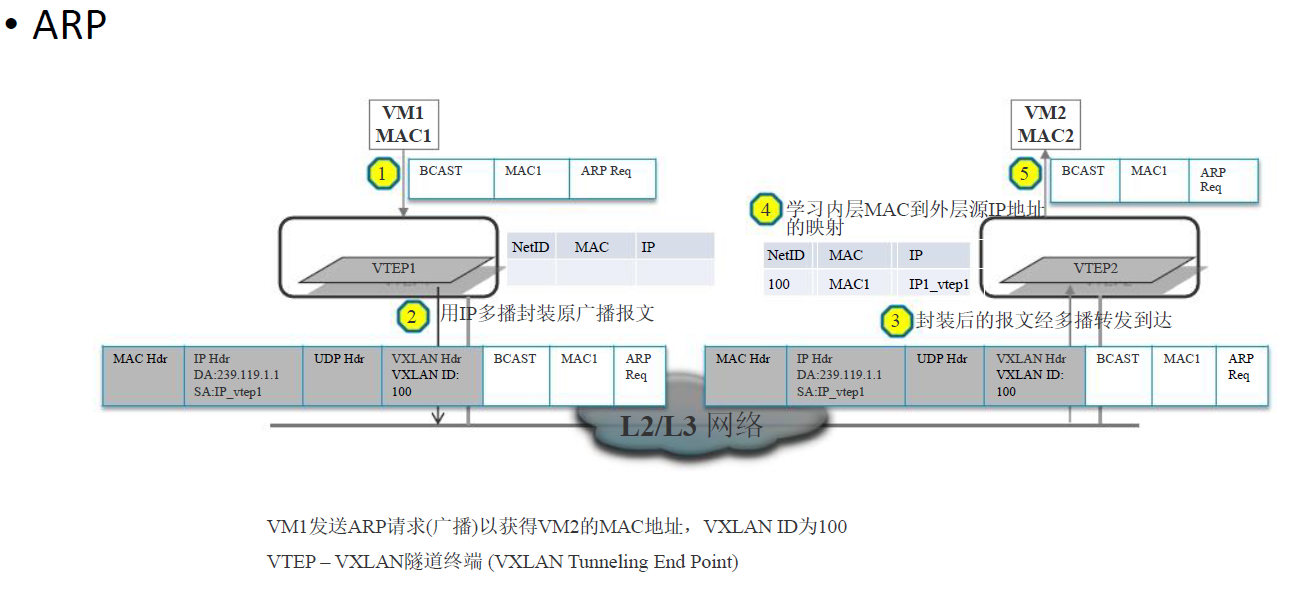 • ARP
VM1
MAC1
VM2
MAC2
1
BCAST MAC1 ARP Req
5
BCAST MAC1 ARP
Req
4
学习内层MAC到外层源IP地址
的映射
NetID MAC IP
VTEP1
NetID MAC IP
100 MAC1 IP1_vtep1
VTEP2
2
用IP多播封装原广播报文
3
封装后的报文经多播转发到达
MAC Hdr
IP Hdr
DA:239.119.1.1
SA:IP_vtep1
UDP Hdr
VXLAN Hdr
VXLAN ID:
100
BCAST
MAC1
ARP
Req
MAC Hdr
IP Hdr
DA:239.119.1.1
SA:IP_vtep1
UDP Hdr
VXLAN Hdr
VXLAN ID:
100
BCAST
MAC1
ARP
Req
L2/L3 网络
VM1发送ARP请求(广播)以获得VM2的MAC地址，VXLAN ID为100
VTEP – VXLAN隧道终端 (VXLAN Tunneling End Point)